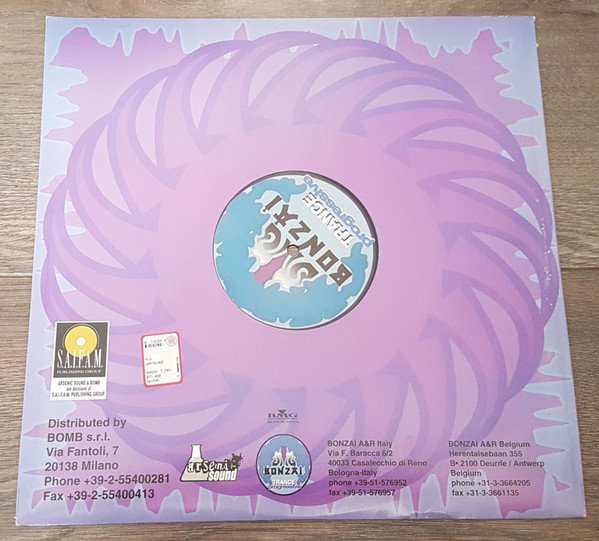 BONZAI
TRANCE
progressive
S.A.I.F.A.M.
PUBLISHING GROUP
ARSENIC SOUND & BOMB
are divisions of
S.A.I.F.A.M. PUBLISHING GROUP
Distributed by
BOMB s.r.l.
Via Fantoli, 7
20138 Milano
Phone +39-2-55400281
Fax +39-2-55400413
ARSENIC
SOUND
BONZAI
TRANCE
progressive
BMG
BONZAI A&R Italy
Via F. Baracca 5/2
40033 Casalecchio di Reno
Bologna-Italy
phone +39-51-576952
fax +39-51-576957
BONZAI A&R Belgium
Herentalsebaan 355
B• 2100 Deurrle / Antwerp
Belgium
phone +31-3-3664205
fax +31-3-3661135